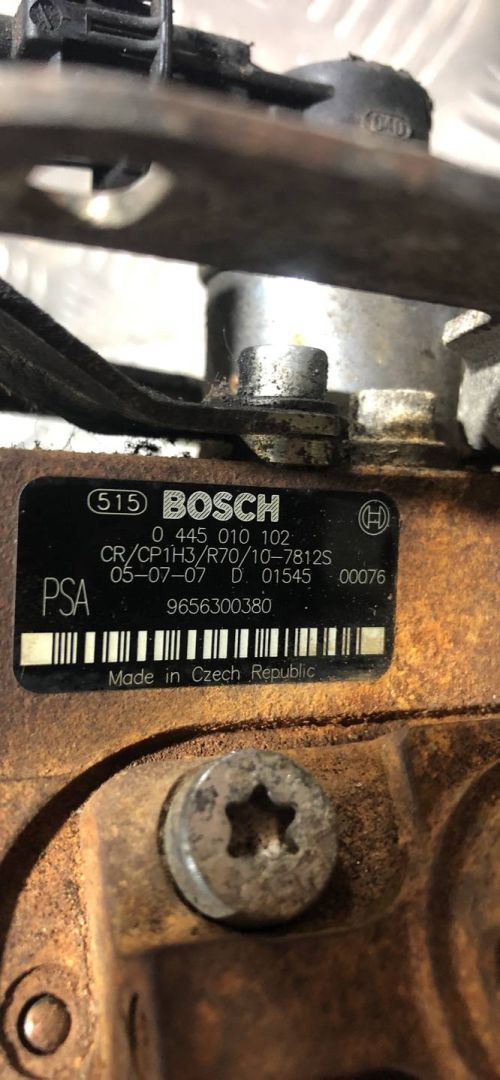 040
515 BOSCH
0 445 010 102
CR/CP1H3/R70/10-7812S
05-07-07 D 01545 00076
PSA 9656300380
Made in Czech Republic